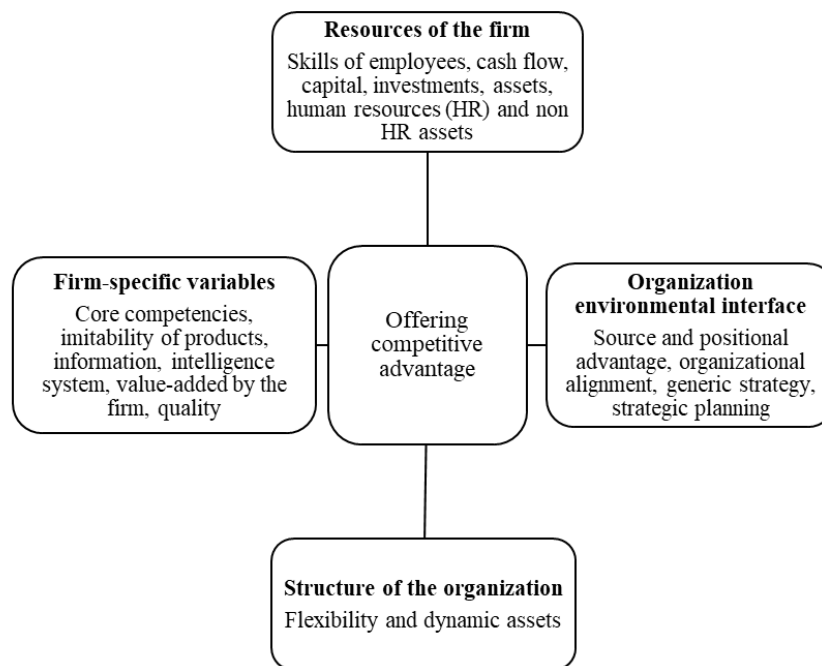 Resources of the firm
Skills of employees, cash flow,
capital, investments, assets,
human resources (HR) and non
HR assets
Firm-specific variables
Core competencies,
imitability of products,
information, intelligence
system, value-added by the
firm, quality
Offering
competitive
advantage
Organization
environmental interface
Source and positional
advantage, organizational
alignment, generic strategy,
strategic planning
Structure of the organization
Flexibility and dynamic assets